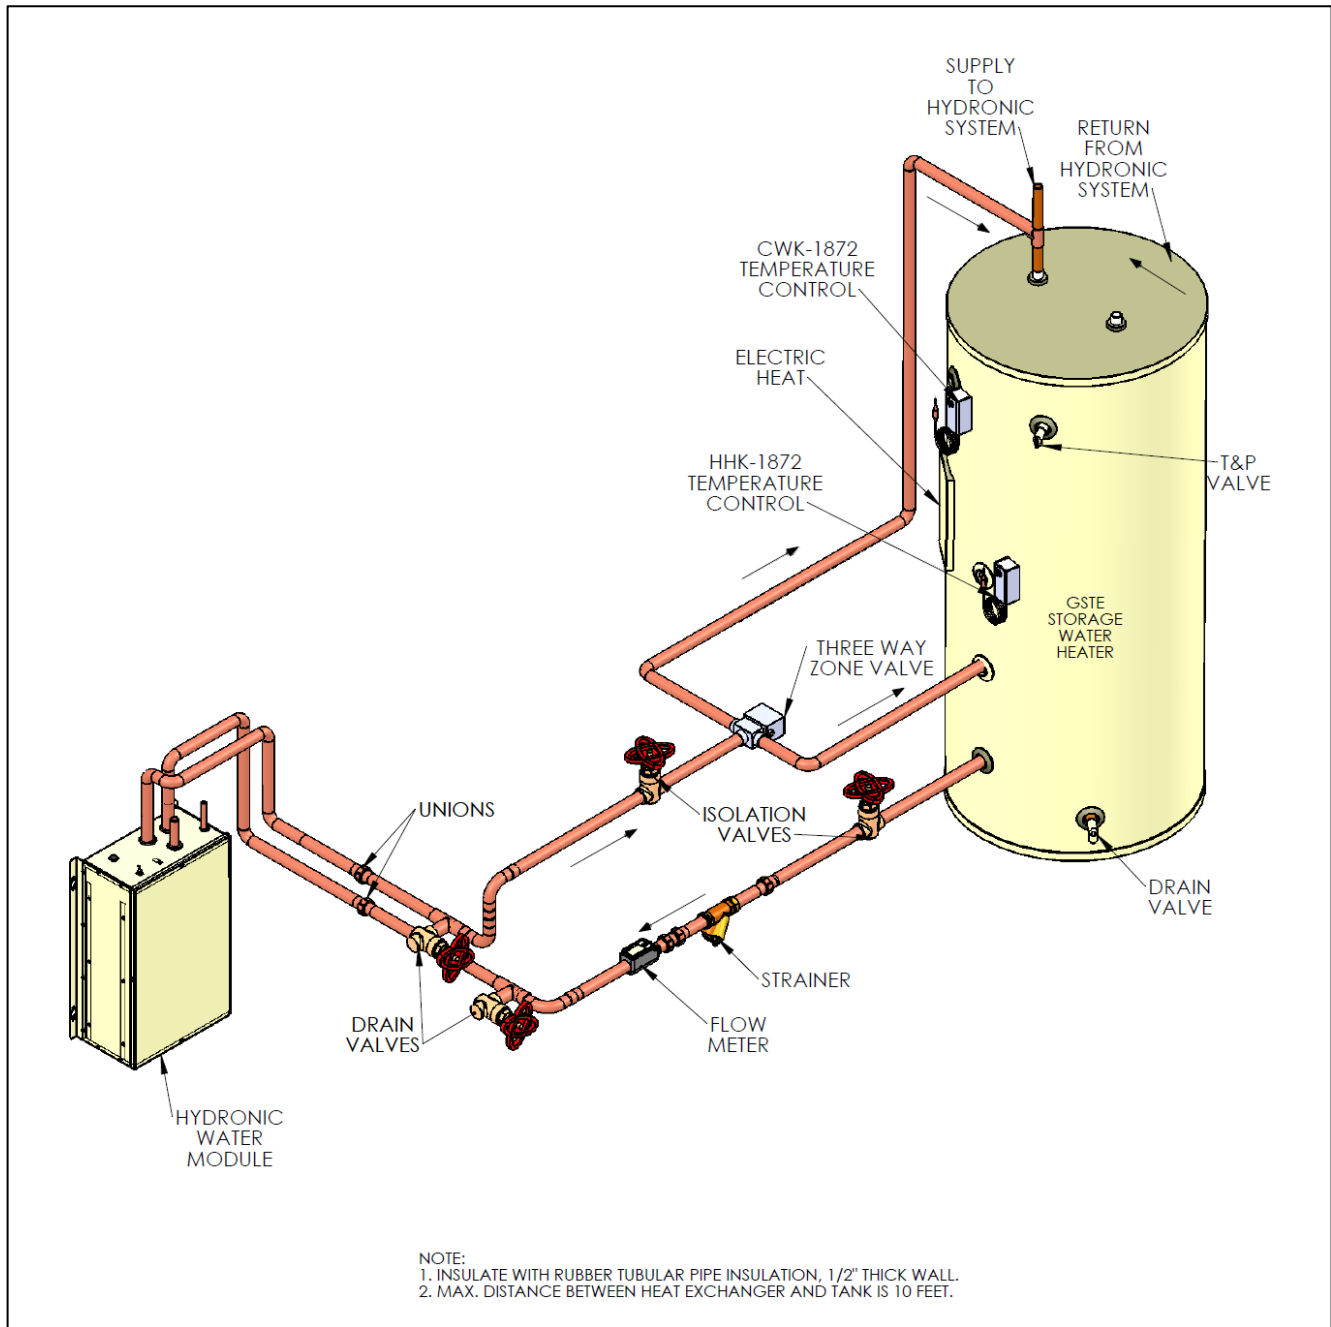 SUPPLY
TO
HYDRONIC
SYSTEM
RETURN
FROM
HYDRONIC
SYSTEM
CWK-1872
TEMPERATURE
CONTROL
ELECTRIC
HEAT
HHK-1872
TEMPERATURE
CONTROL
T&P
VALVE
GSTE
STORAGE
WATER
HEATER
THREE WAY
ZONE VALVE
UNIONS
ISOLATION
VALVES
DRAIN
VALVE
STRAINER
DRAIN
VALVES
FLOW
METER
HYDRONIC
WATER
MODULE
NOTE:
1. INSULATE WITH RUBBER TUBULAR PIPE INSULATION, 1/2" THICK WALL.
2. MAX. DISTANCE BETWEEN HEAT EXCHANGER AND TANK IS 10 FEET.